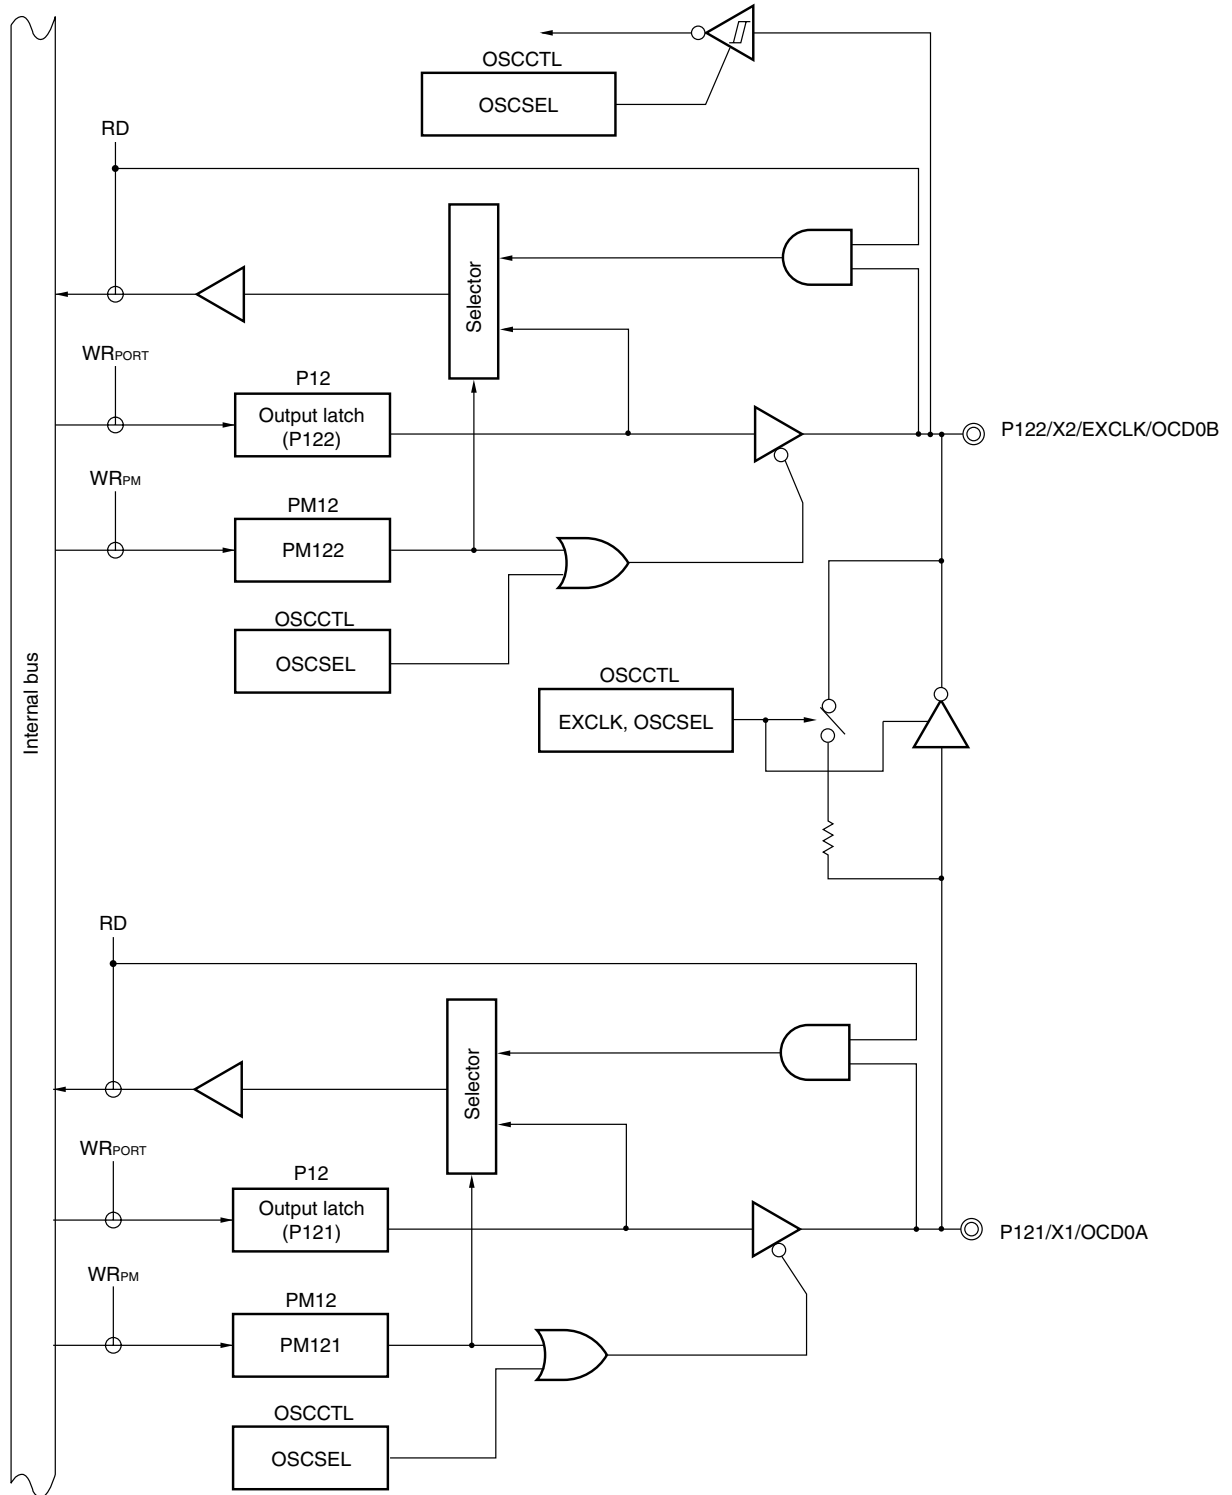 OSCCTL
OSCSEL
RD
Selector
WRPORT
P12
Output latch
(P122)
P122/X2/EXCLK/OCD0B
WRPM
PM12
PM122
OSCCTL
OSCSEL
OSCCTL
EXCLK, OSCSEL
Internal bus
RD
Selector
WRPORT
P12
Output latch
(P121)
P121/X1/OCD0A
WRPM
PM12
PM121
OSCCTL
OSCSEL